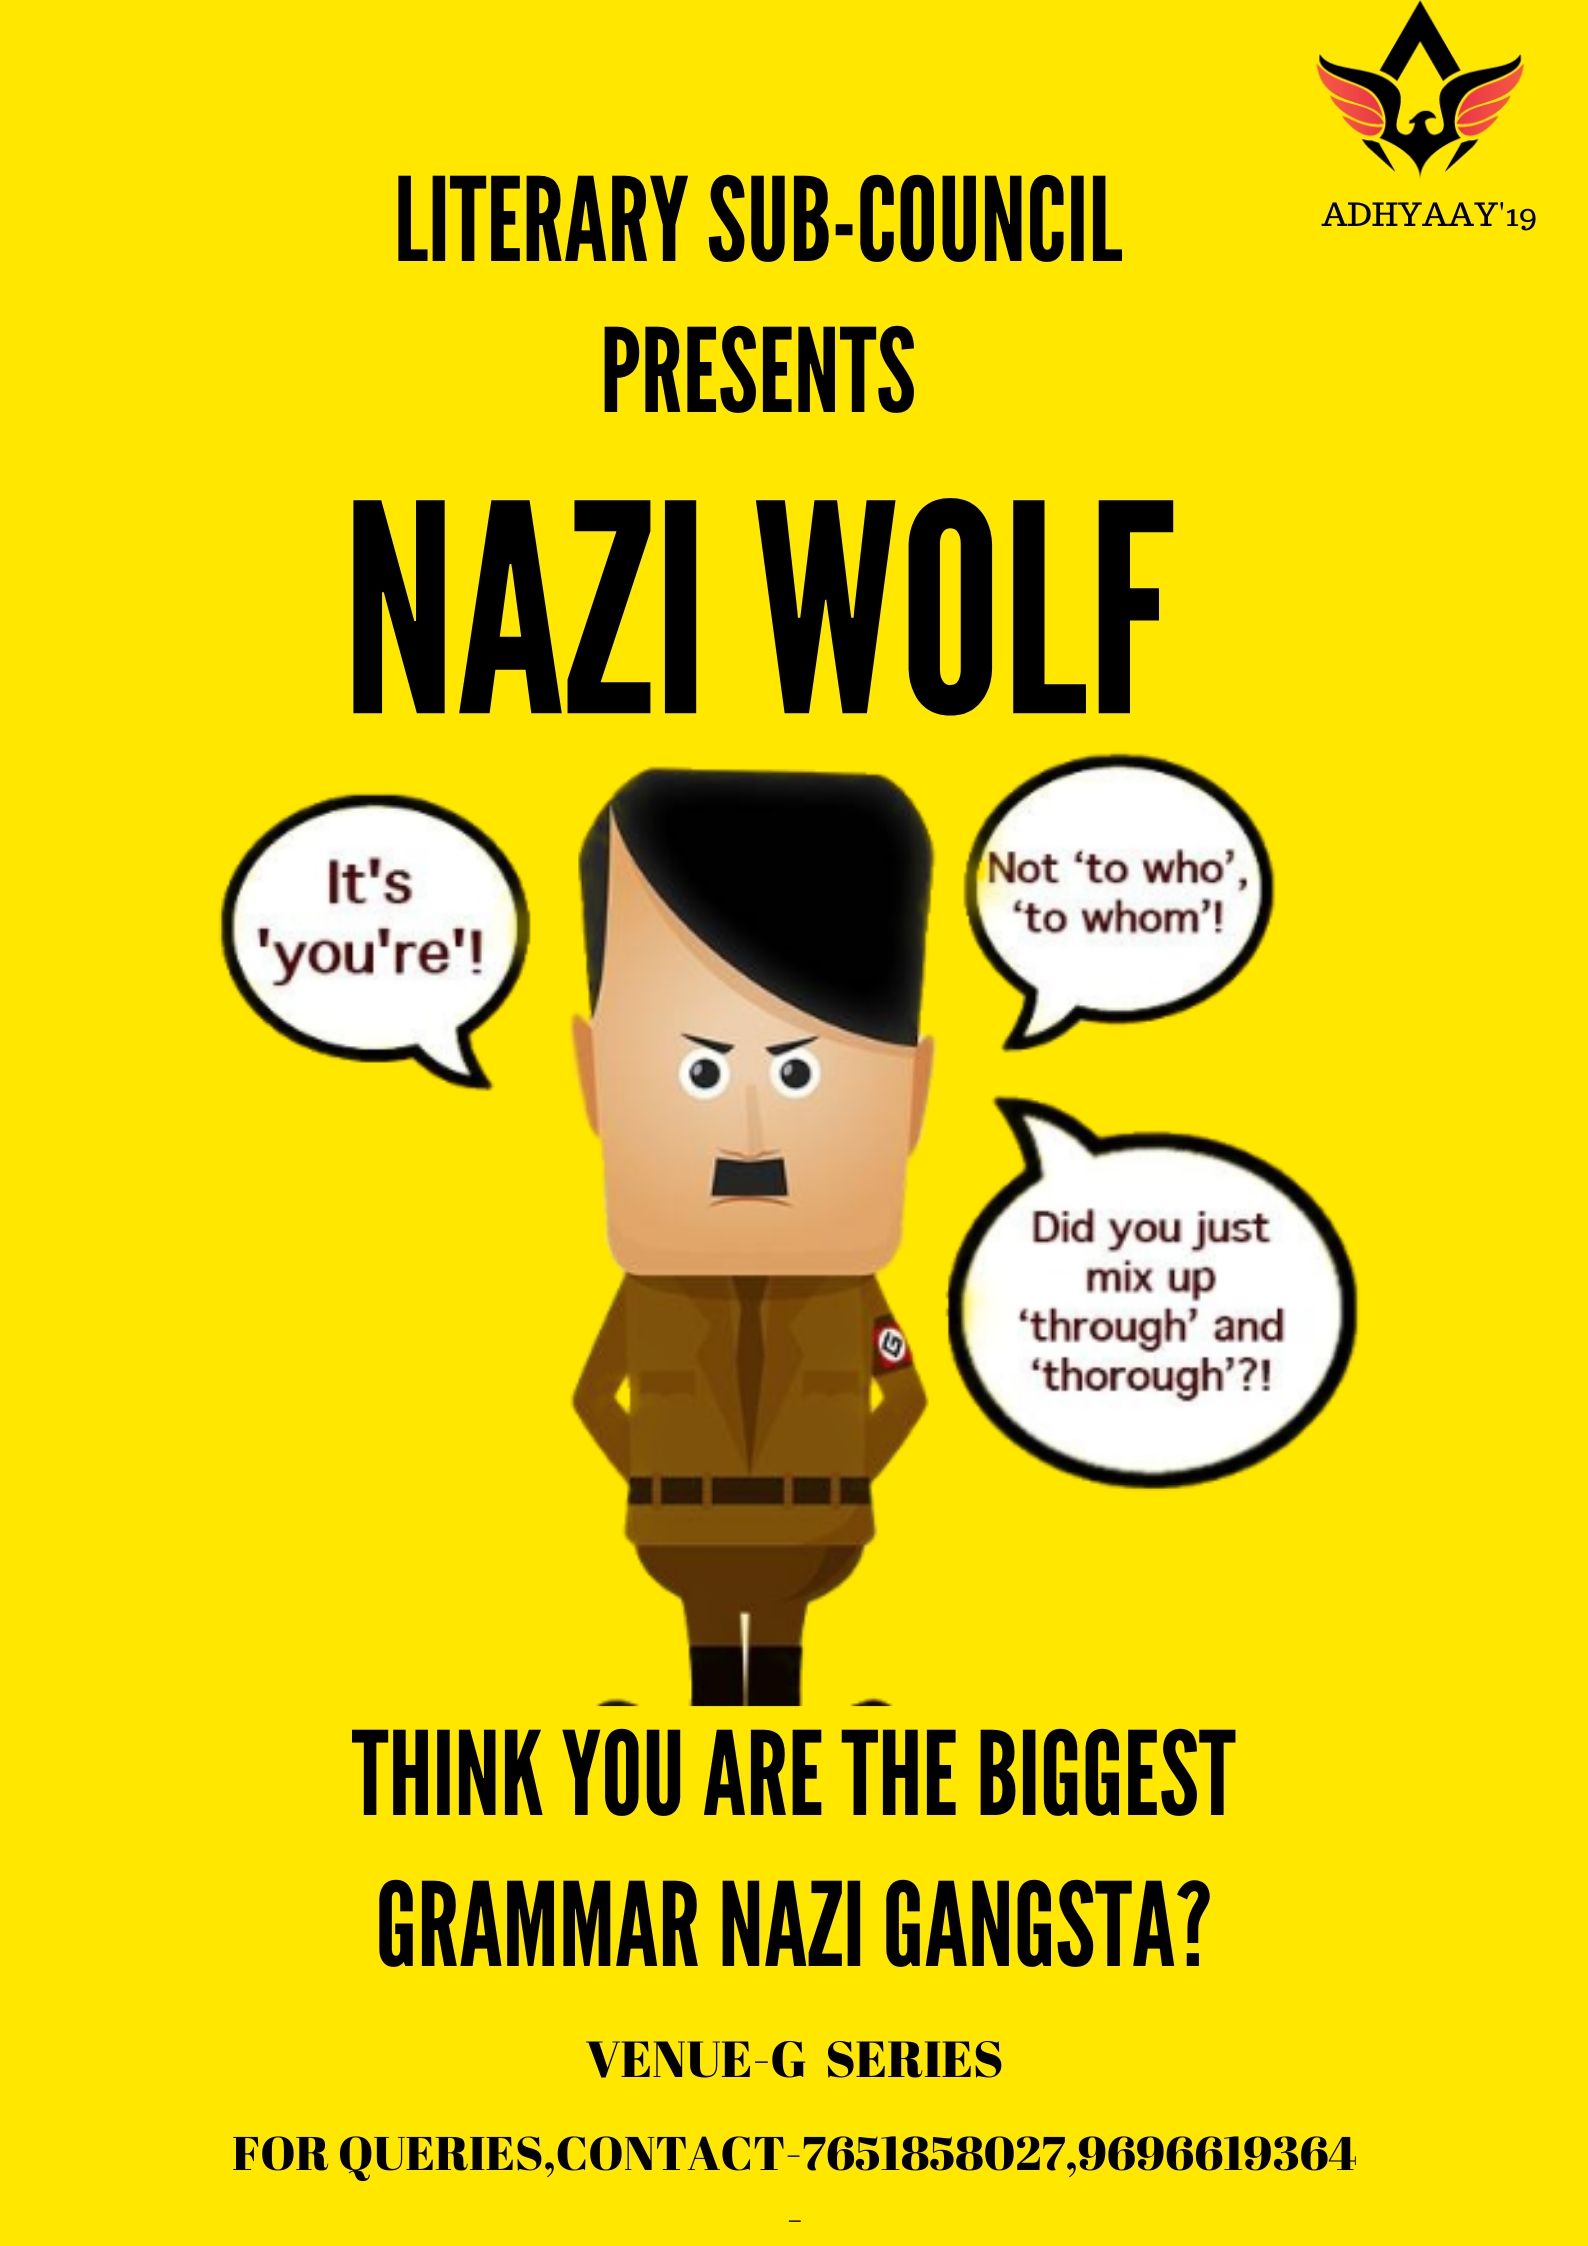 ADHYAAY'19
LITERARY SUB-COUNCIL
PRESENTS
NAZI WOLF
It's
'you're'!
Not ‘to who’,
‘to whom’!
Did you just
mix up
‘through’ and
‘thorough’?!
THINK YOU ARE THE BIGGEST
GRAMMAR NAZI GANGSTA?
VENUE-G SERIES
FOR QUERIES,CONTACT-7651858027,9696619364
-